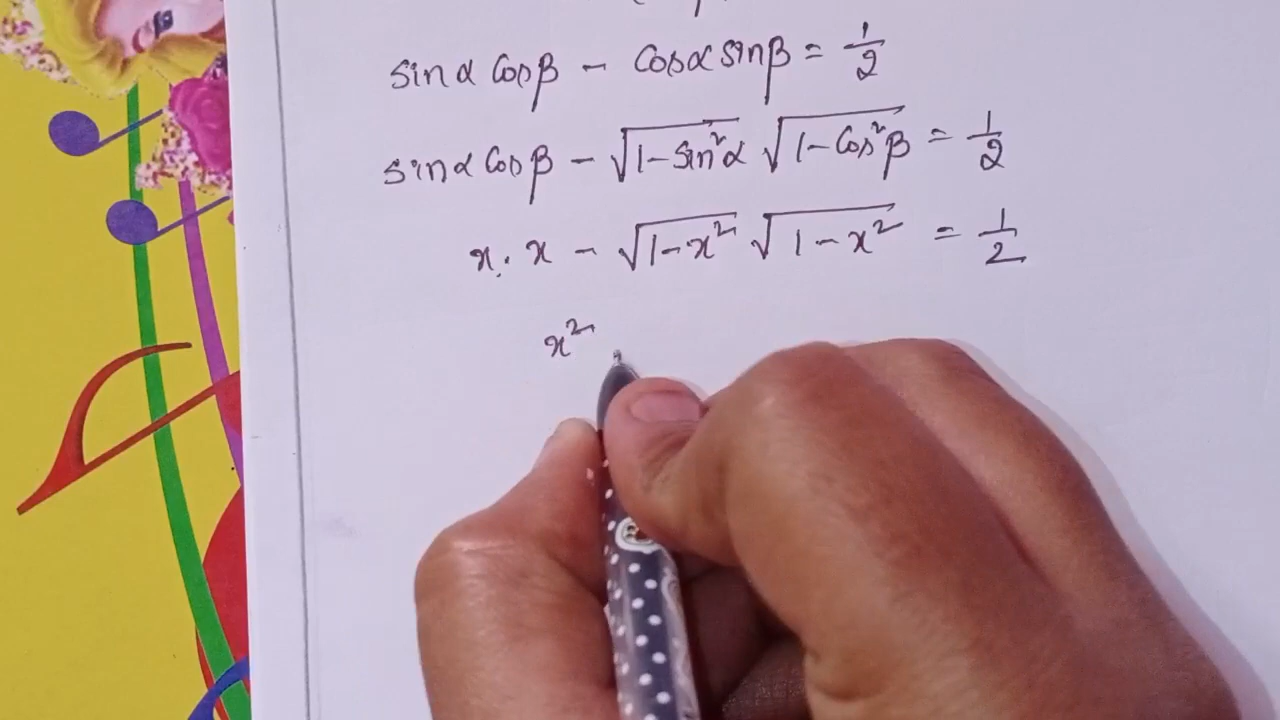 sinα cosβ - cosα sinβ = 1/2
sinα cosβ - √(1-sin²α) √(1-cos²β) = 1/2
x. x - √(1-x²) √(1-x²) = 1/2
x²